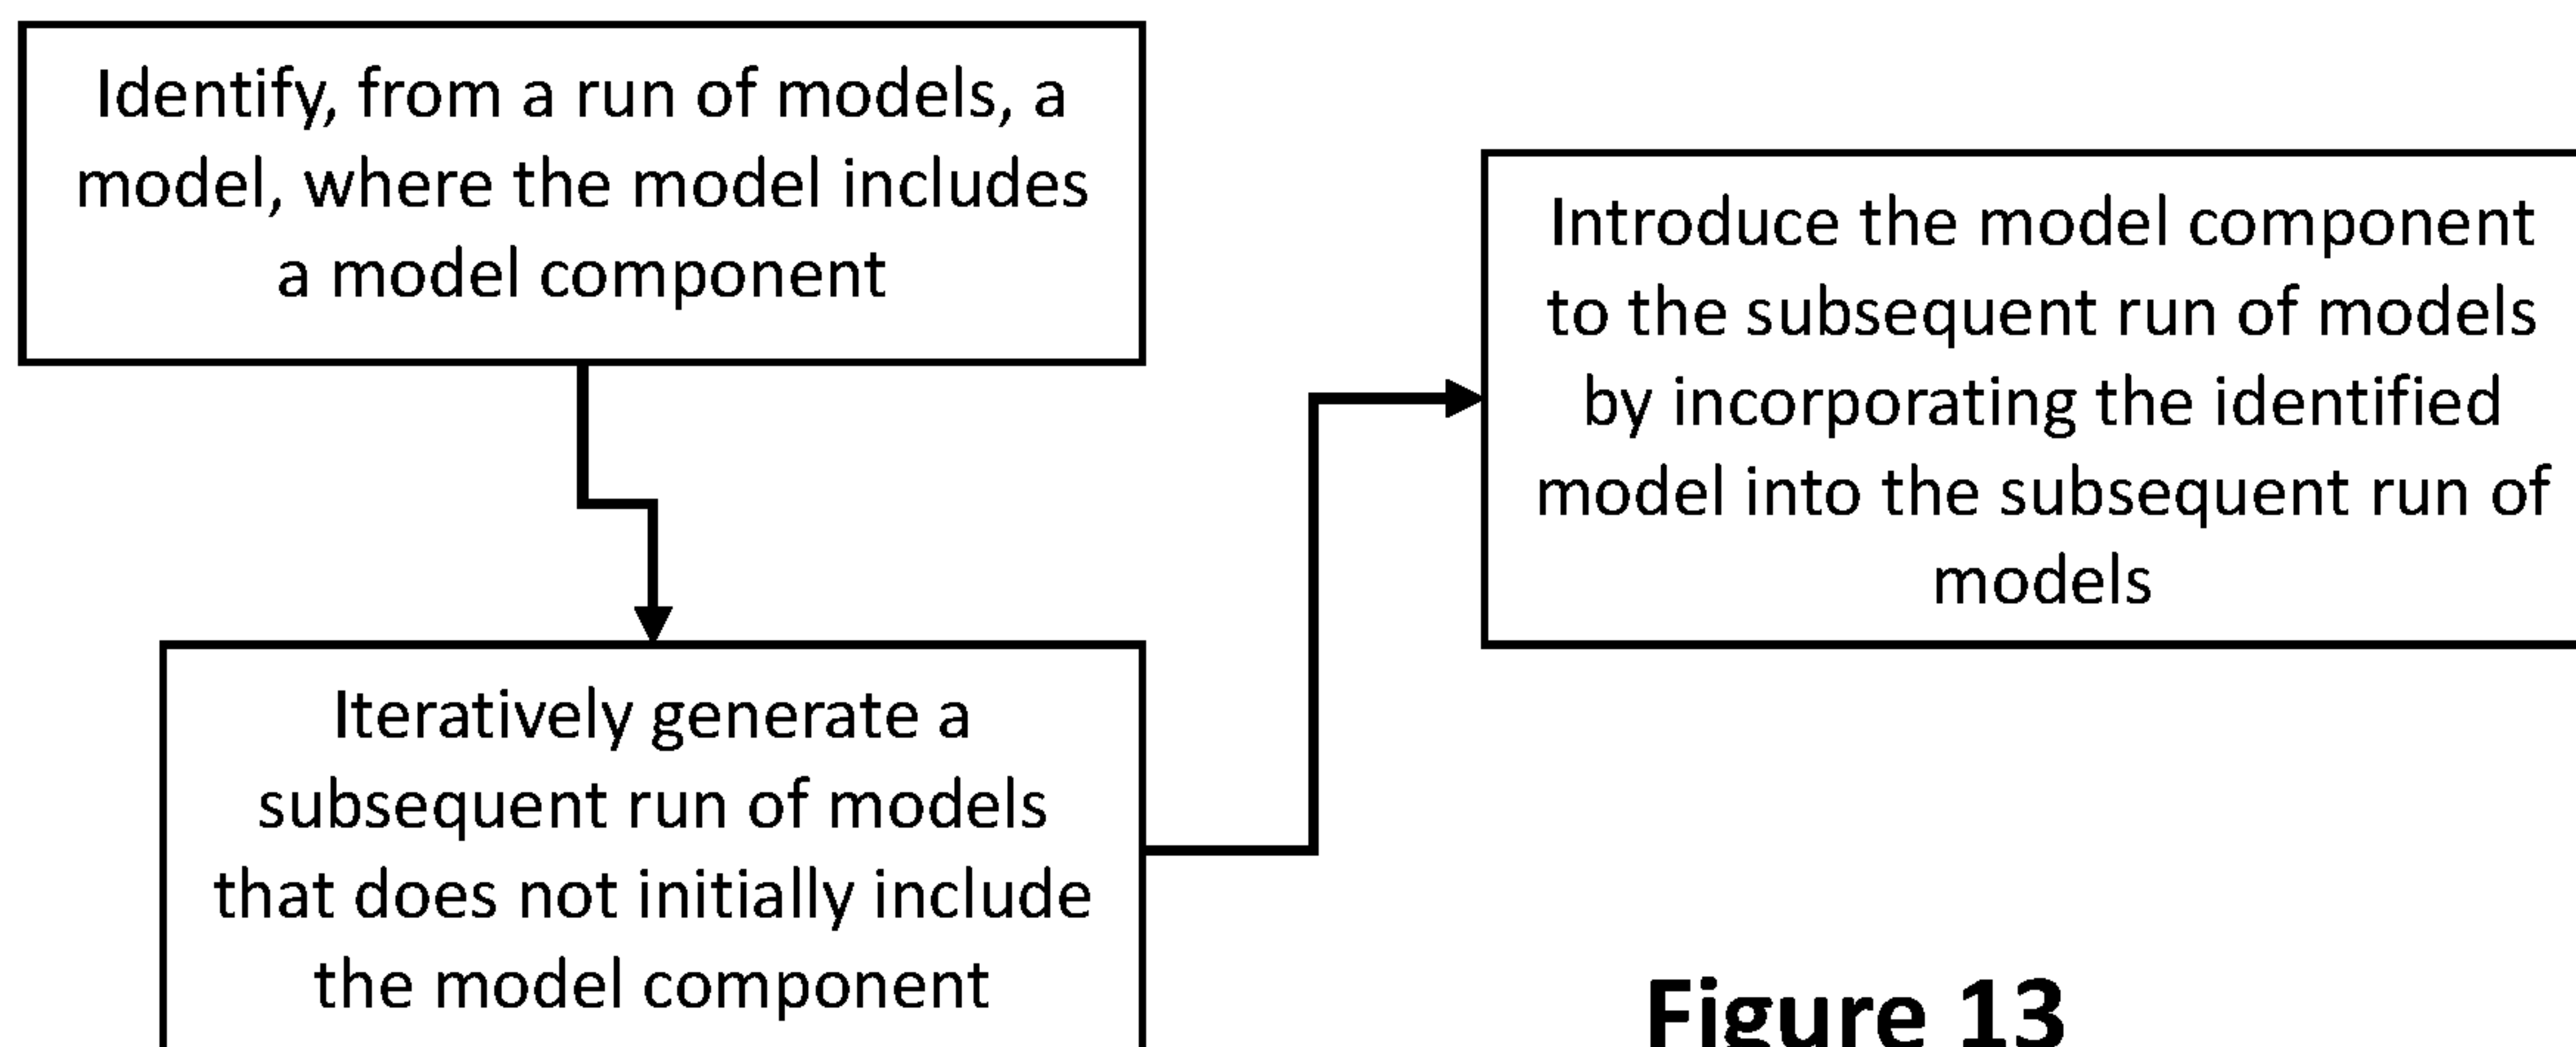 Identify, from a run of models, a
model, where the model includes
a model component
Iteratively generate a
subsequent run of models
that does not initially include
the model component
Introduce the model component
to the subsequent run of models
by incorporating the identified
model into the subsequent run of
models
Figure 13